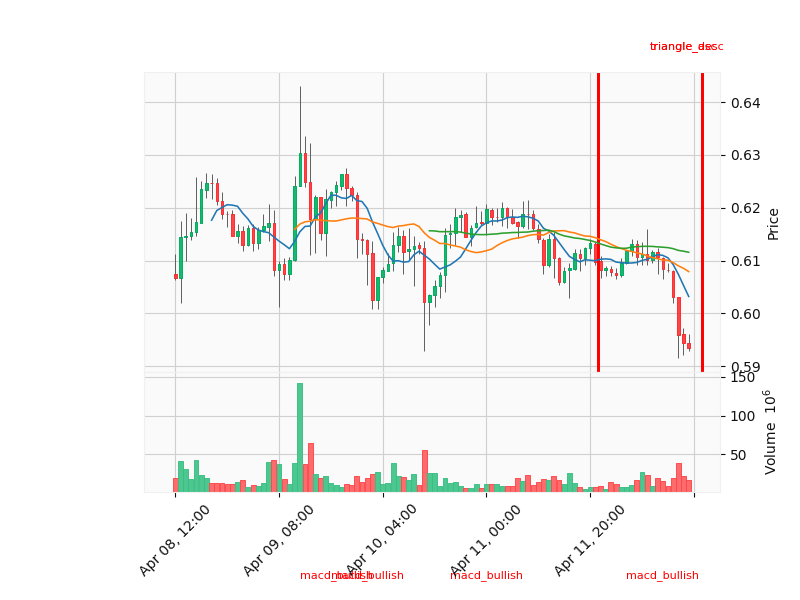 triangle_desc
0.64
0.63
0.62
0.61
0.60
0.59
Price
150
100
50
Volume 10^6
Apr 08, 12:00
Apr 09, 08:00
Apr 10, 04:00
Apr 11, 00:00
Apr 11, 20:00
macd_bullish
macd_bullish
macd_bullish
macd_bullish